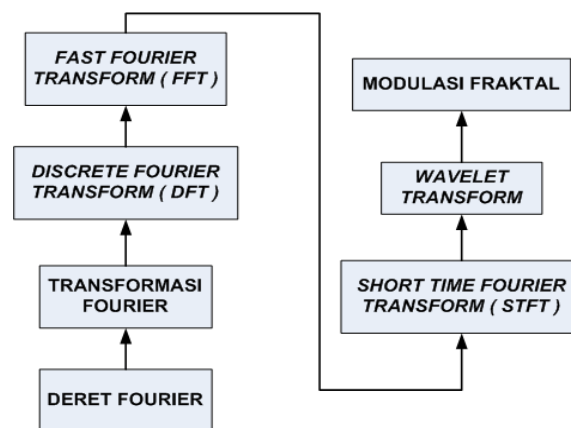 FAST FOURIER
TRANSFORM ( FFT )
DISCRETE FOURIER
TRANSFORM ( DFT )
TRANSFORMASI
FOURIER
DERET FOURIER
MODULASI FRAKTAL
WAVELET
TRANSFORM
SHORT TIME FOURIER
TRANSFORM ( STFT )